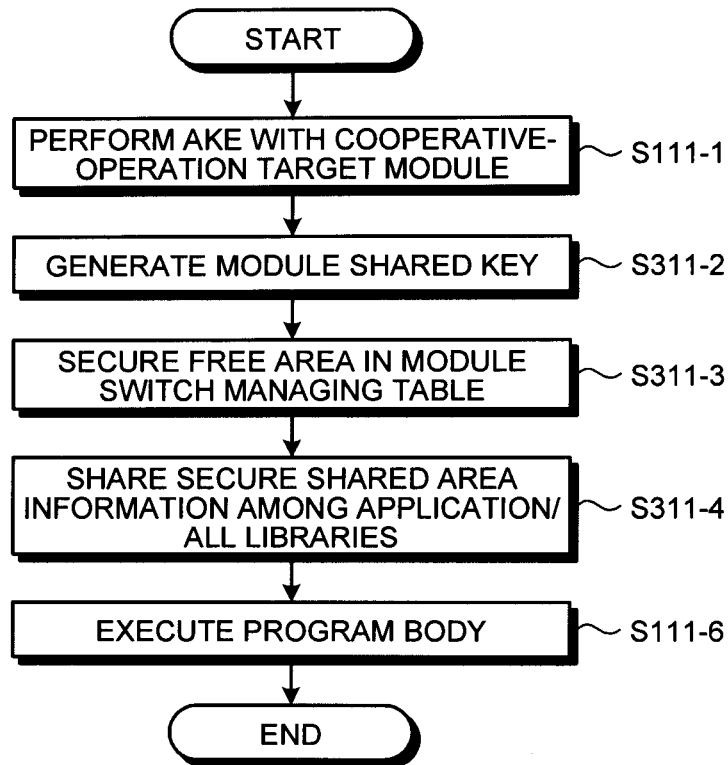 START
PERFORM AKE WITH COOPERATIVE-
OPERATION TARGET MODULE
S111-1
GENERATE MODULE SHARED KEY
S311-2
SECURE FREE AREA IN MODULE
SWITCH MANAGING TABLE
S311-3
SHARE SECURE SHARED AREA
INFORMATION AMONG APPLICATION/
ALL LIBRARIES
S311-4
EXECUTE PROGRAM BODY
S111-6
END